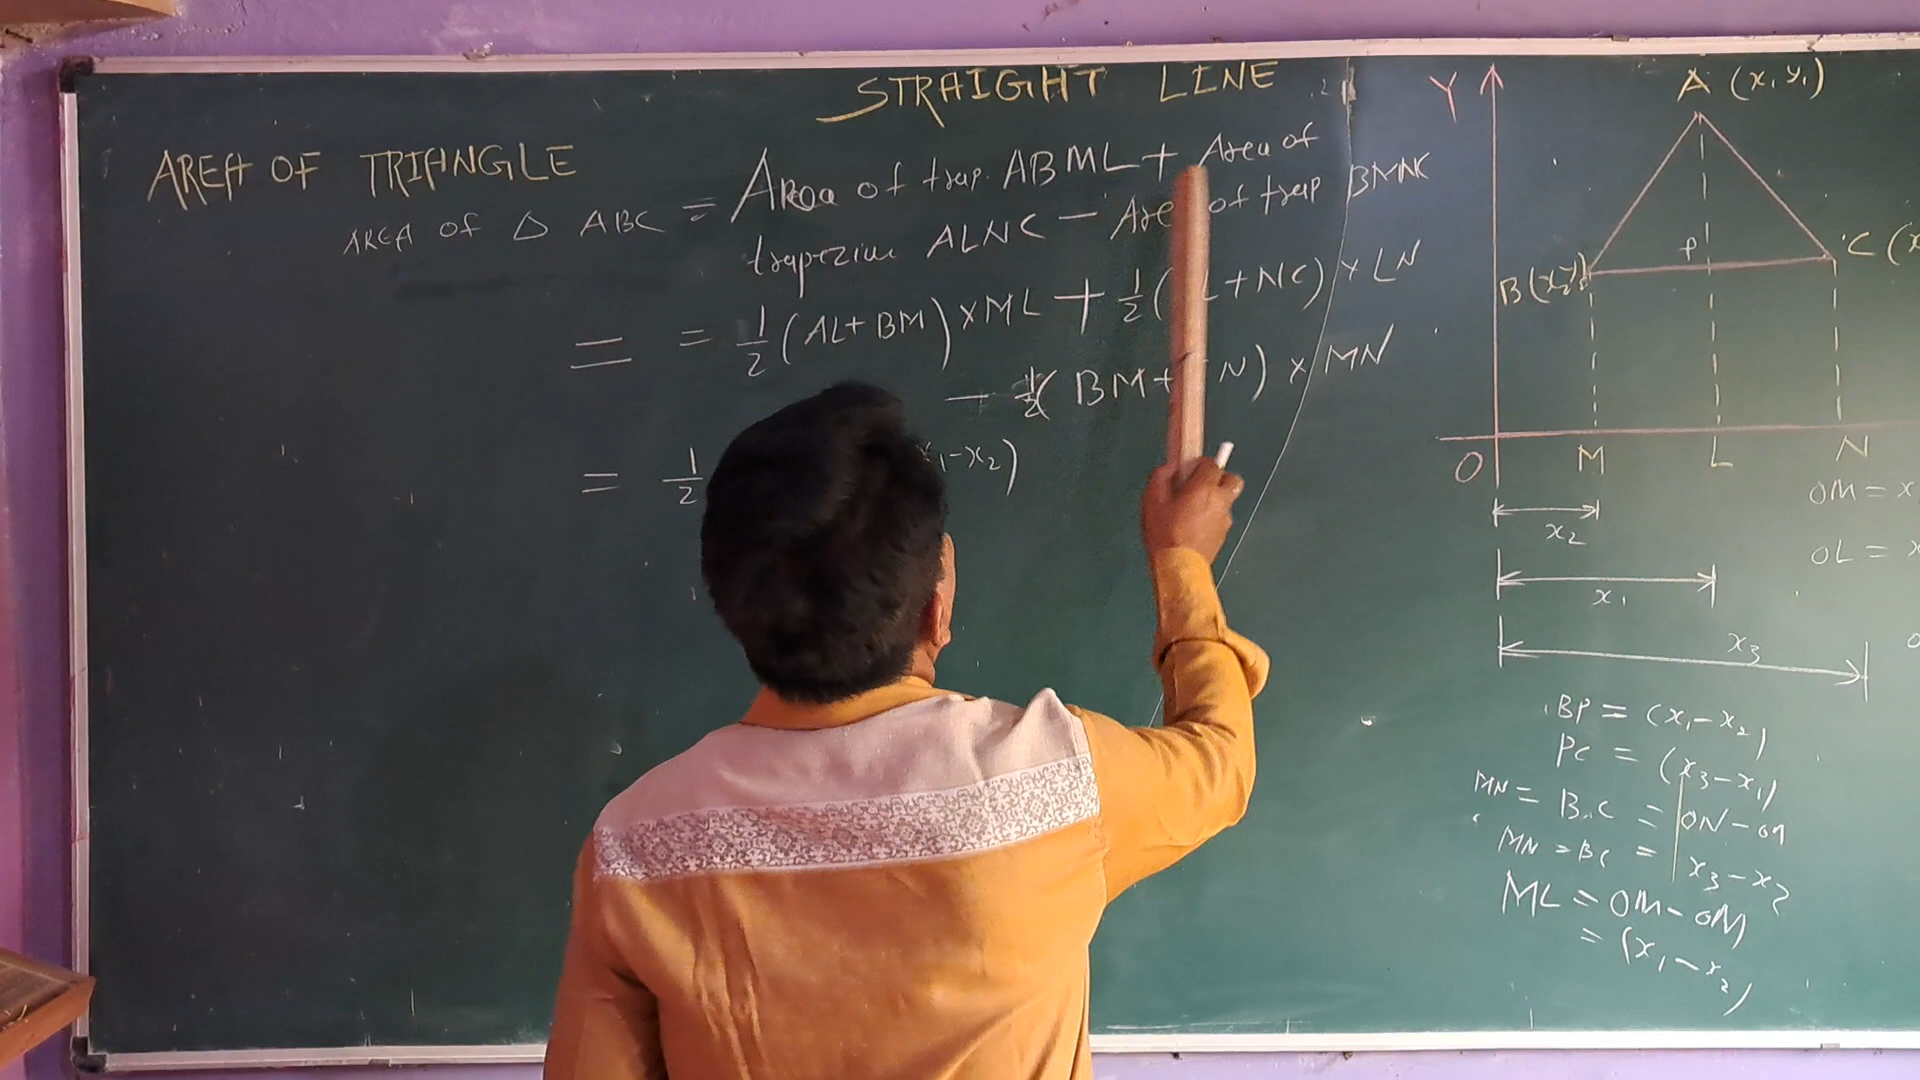 STRAIGHT LINE
AREA OF TRIANGLE
AREA OF △ ABC = Area of trap. ABML + Area of
trapezium ALNC - Area of trap BMNC
= = 1/2 (AL+BM) × ML + 1/2 ( L+NC) × LN
- 1/2 ( BM+ N) × MN
= 1/2 x1-x2)
Y
A (x1 y1)
B (x2 y2)
P
C (x
O M L N
OM = x
x2
OL = x
x1
x3
BP = (x1-x2)
PC = (x3-x1)
MN = B.C = ON-OM
MN = BC = x3-x2
ML = OM-ON)
= (x1-x2)